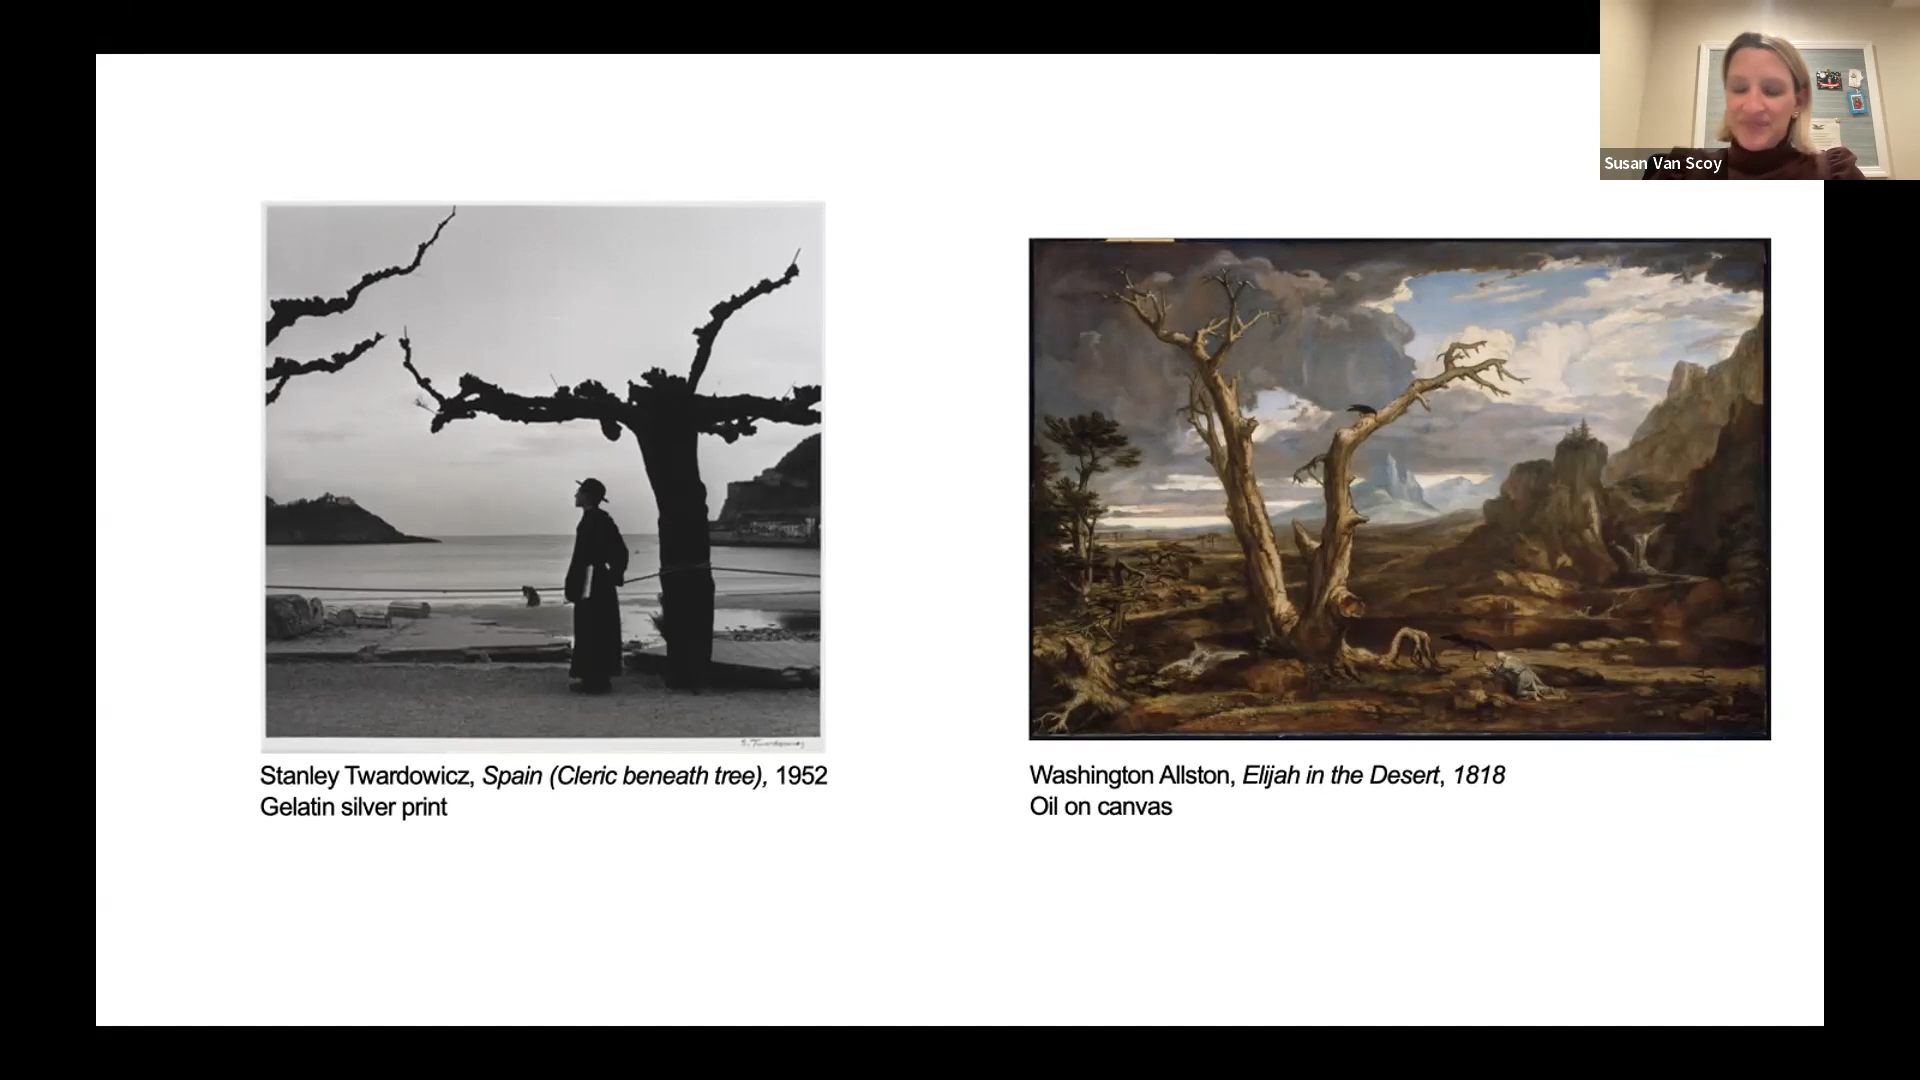 Susan Van Scoy
Stanley Twardowicz, Spain (Cleric beneath tree), 1952
Gelatin silver print
Washington Allston, Elijah in the Desert, 1818
Oil on canvas